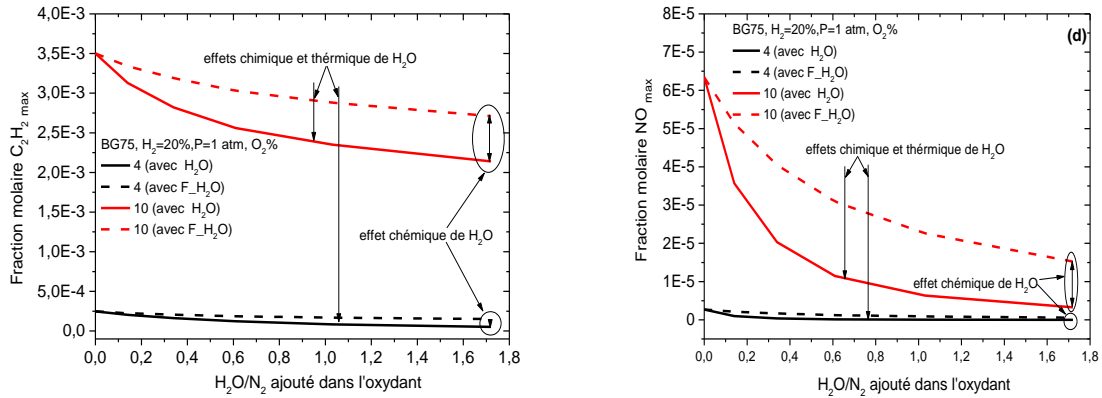 4,0E-3
3,5E-3
3,0E-3
2,5E-3
2,0E-3
1,5E-3
1,0E-3
5,0E-4
0,0
Fraction molaire C2H2 max
effets chimique et thérmique de H2O
BG75, H2=20%,P=1 atm, O2%
4 (avec H2O)
4 (avec F_H2O)
10 (avec H2O)
10 (avec F_H2O)
effet chémique de H2O
0,0 0,2 0,4 0,6 0,8 1,0 1,2 1,4 1,6 1,8
H2O/N2 ajouté dans l'oxydant
8E-5
7E-5
6E-5
5E-5
4E-5
3E-5
2E-5
1E-5
0
Fraction molaire NO max
BG75, H2=20%,P=1 atm, O2%
(d)
4 (avec H2O)
4 (avec F_H2O)
10 (avec H2O)
10 (avec F_H2O)
effets chimique et thérmique de H2O
effet chémique de H2O
0,0 0,2 0,4 0,6 0,8 1,0 1,2 1,4 1,6 1,8
H2O/N2 ajouté dans l'oxydant